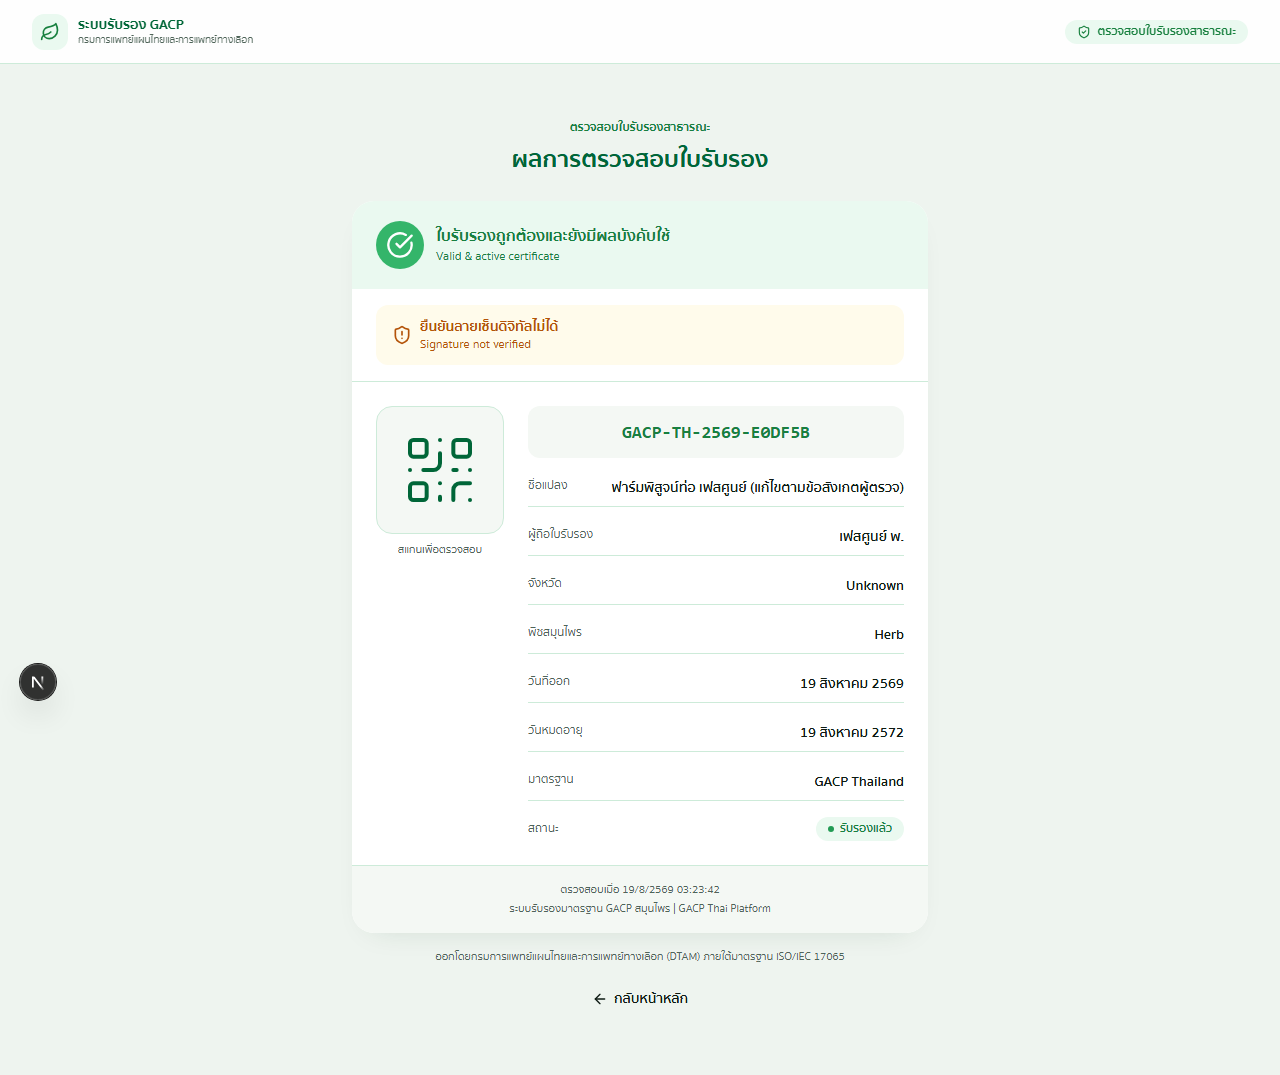 ระบบรับรอง GACP
กรมการแพทย์แผนไทยและการแพทย์ทางเลือก
ตรวจสอบใบรับรองสาธารณะ
ตรวจสอบใบรับรองสาธารณะ
ผลการตรวจสอบใบรับรอง
ใบรับรองถูกต้องและยังมีผลบังคับใช้
Valid & active certificate
ยืนยันลายเซ็นดิจิทัลไม่ได้
Signature not verified
GACP-TH-2569-E0DF5B
สแกนเพื่อตรวจสอบ
ชื่อแปลง ฟาร์มพิสูจน์ท่อ เฟสศูนย์ (แก้ไขตามข้อสังเกตผู้ตรวจ)
ผู้ถือใบรับรอง เฟสศูนย์ พ.
จังหวัด Unknown
พืชสมุนไพร Herb
วันที่ออก 19 สิงหาคม 2569
วันหมดอายุ 19 สิงหาคม 2572
มาตรฐาน GACP Thailand
สถานะ รับรองแล้ว
N
ตรวจสอบเมื่อ 19/8/2569 03:23:42
ระบบรับรองมาตรฐาน GACP สมุนไพร | GACP Thai Platform
ออกโดยกรมการแพทย์แผนไทยและการแพทย์ทางเลือก (DTAM) ภายใต้มาตรฐาน ISO/IEC 17065
กลับหน้าหลัก